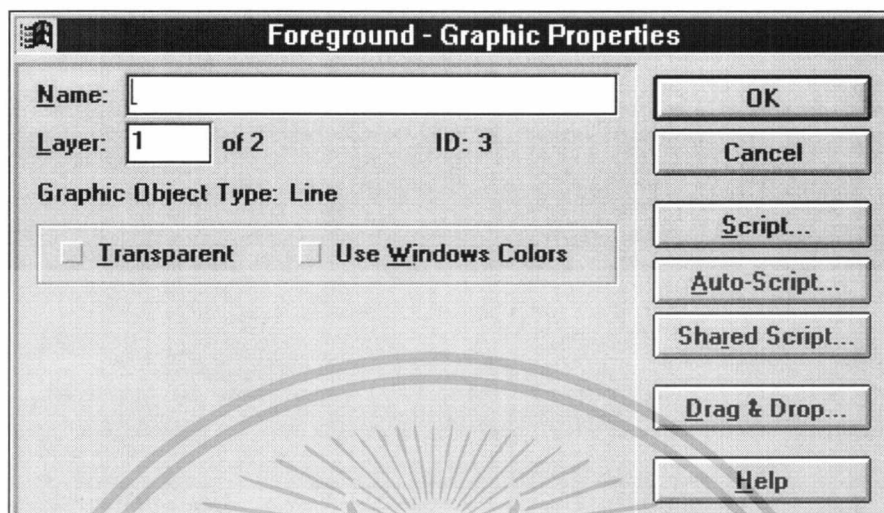 Foreground - Graphic Properties
Name:
Layer: 1 of 2 ID: 3
Graphic Object Type: Line
Transparent Use Windows Colors
OK
Cancel
Script...
Auto-Script...
Shared Script...
Drag & Drop...
Help